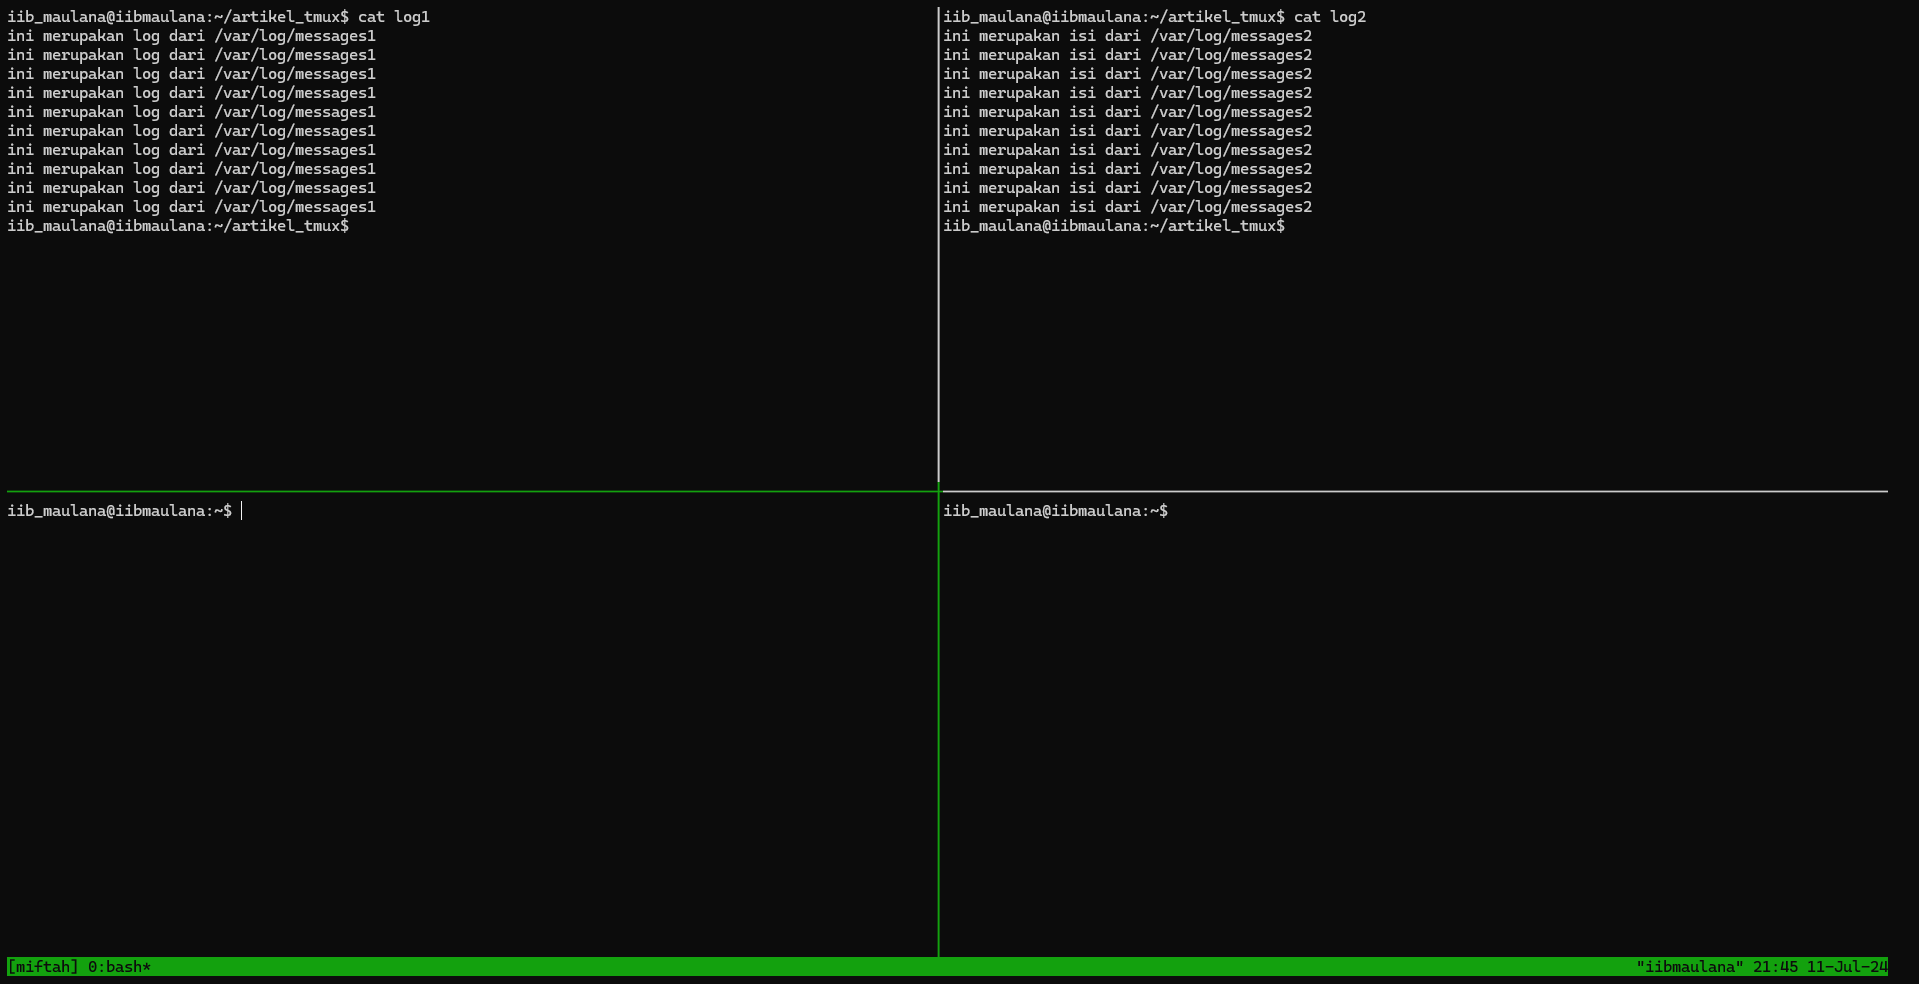 iib_maulana@iibmaulana:~/artikel_tmux$ cat log1
ini merupakan log dari /var/log/messages1
ini merupakan log dari /var/log/messages1
ini merupakan log dari /var/log/messages1
ini merupakan log dari /var/log/messages1
ini merupakan log dari /var/log/messages1
ini merupakan log dari /var/log/messages1
ini merupakan log dari /var/log/messages1
ini merupakan log dari /var/log/messages1
ini merupakan log dari /var/log/messages1
ini merupakan log dari /var/log/messages1
iib_maulana@iibmaulana:~/artikel_tmux$
iib_maulana@iibmaulana:~/artikel_tmux$ cat log2
ini merupakan isi dari /var/log/messages2
ini merupakan isi dari /var/log/messages2
ini merupakan isi dari /var/log/messages2
ini merupakan isi dari /var/log/messages2
ini merupakan isi dari /var/log/messages2
ini merupakan isi dari /var/log/messages2
ini merupakan isi dari /var/log/messages2
ini merupakan isi dari /var/log/messages2
ini merupakan isi dari /var/log/messages2
ini merupakan isi dari /var/log/messages2
iib_maulana@iibmaulana:~/artikel_tmux$
iib_maulana@iibmaulana:~$
iib_maulana@iibmaulana:~$
[miftah] 0:bash* "iibmaulana" 21:45 11-Jul-24